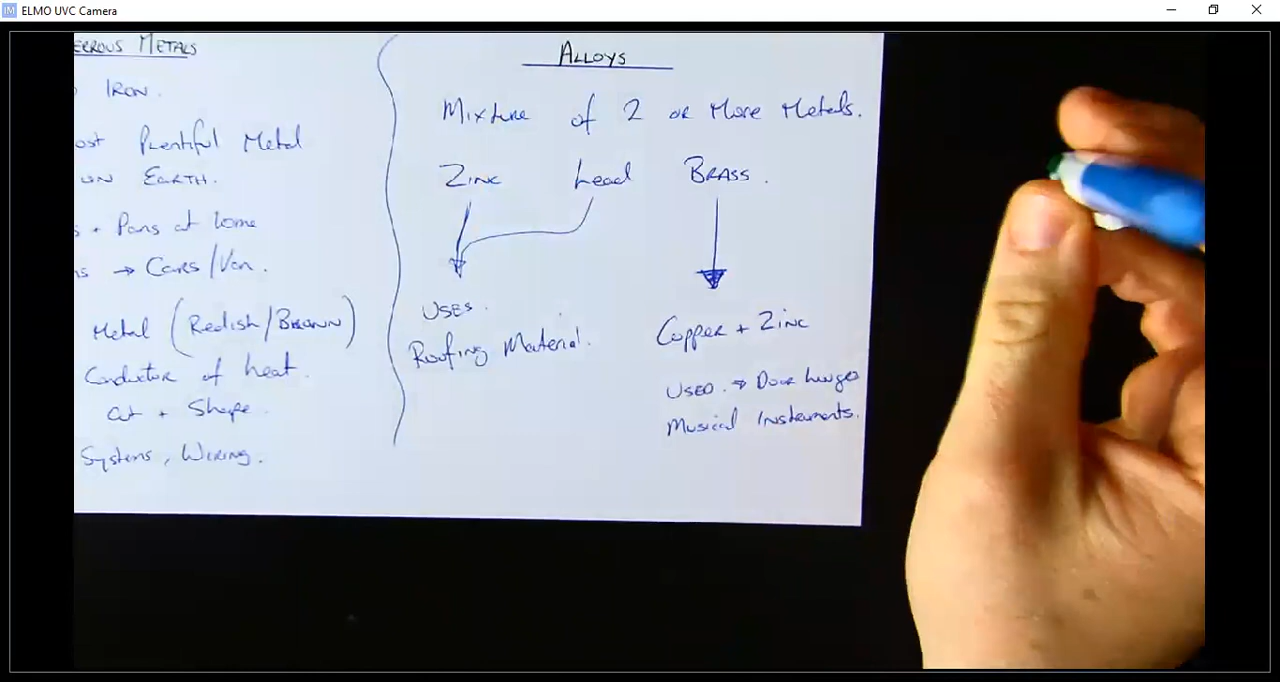 ELMO UVC Camera
ERROUS METALS
IRON.
ost Plentiful Metal
ON EARTH.
s + Pans at home
ns → Cars/Van.
Metal (Redish/BROWN)
Conductor of heat.
Cut + Shape.
Systems, WIRING.
ALLOYS
Mixture of 2 or More Metals.
ZINC Lead BRASS.
USES.
Roofing Material.
Copper + Zinc
USED. → Door hinges
Musical Instruments.